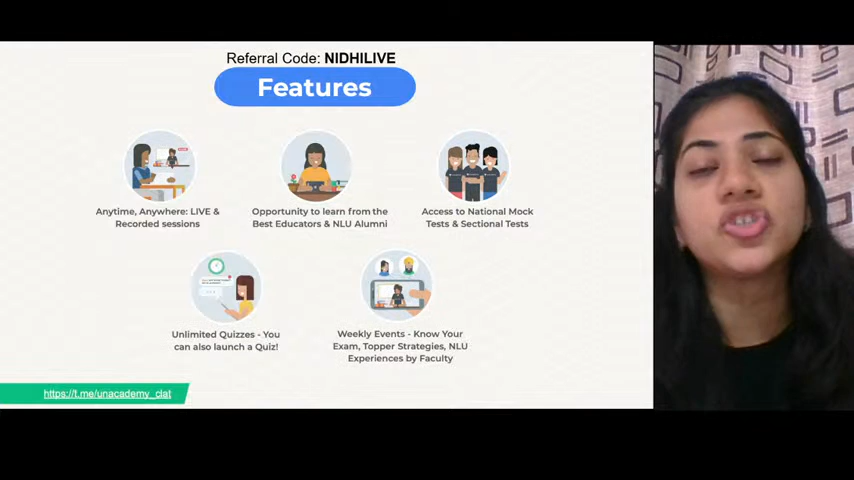 Referral Code: NIDHILIVE
Features
Anytime, Anywhere: LIVE &
Recorded sessions
Opportunity to learn from the
Best Educators & NLU Alumni
Access to National Mock
Tests & Sectional Tests
Unlimited Quizzes - You
can also launch a Quiz!
Weekly Events - Know Your
Exam, Topper Strategies, NLU
Experiences by Faculty
https://t.me/unacademy_clat